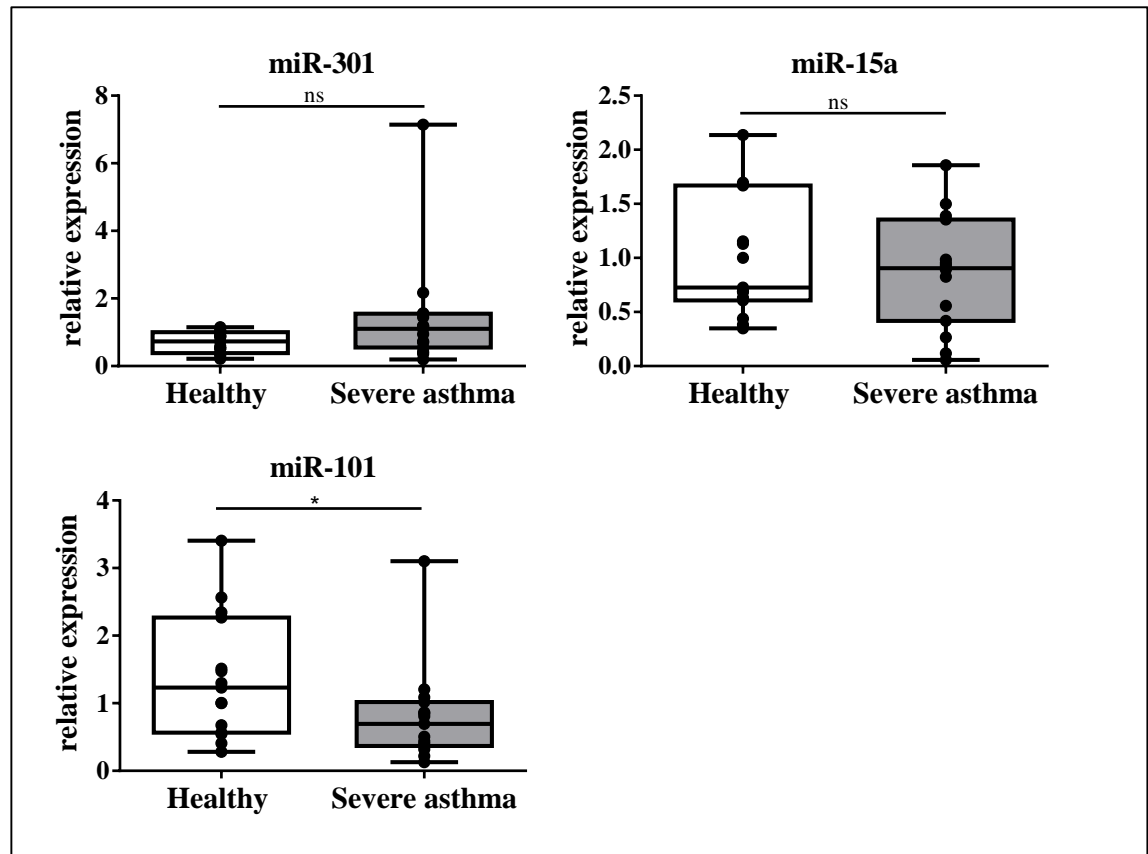 miR-301
ns
relative expression
8
6
4
2
0
Healthy Severe asthma
miR-15a
ns
relative expression
2.5
2.0
1.5
1.0
0.5
0.0
Healthy Severe asthma
miR-101
*
relative expression
4
3
2
1
0
Healthy Severe asthma